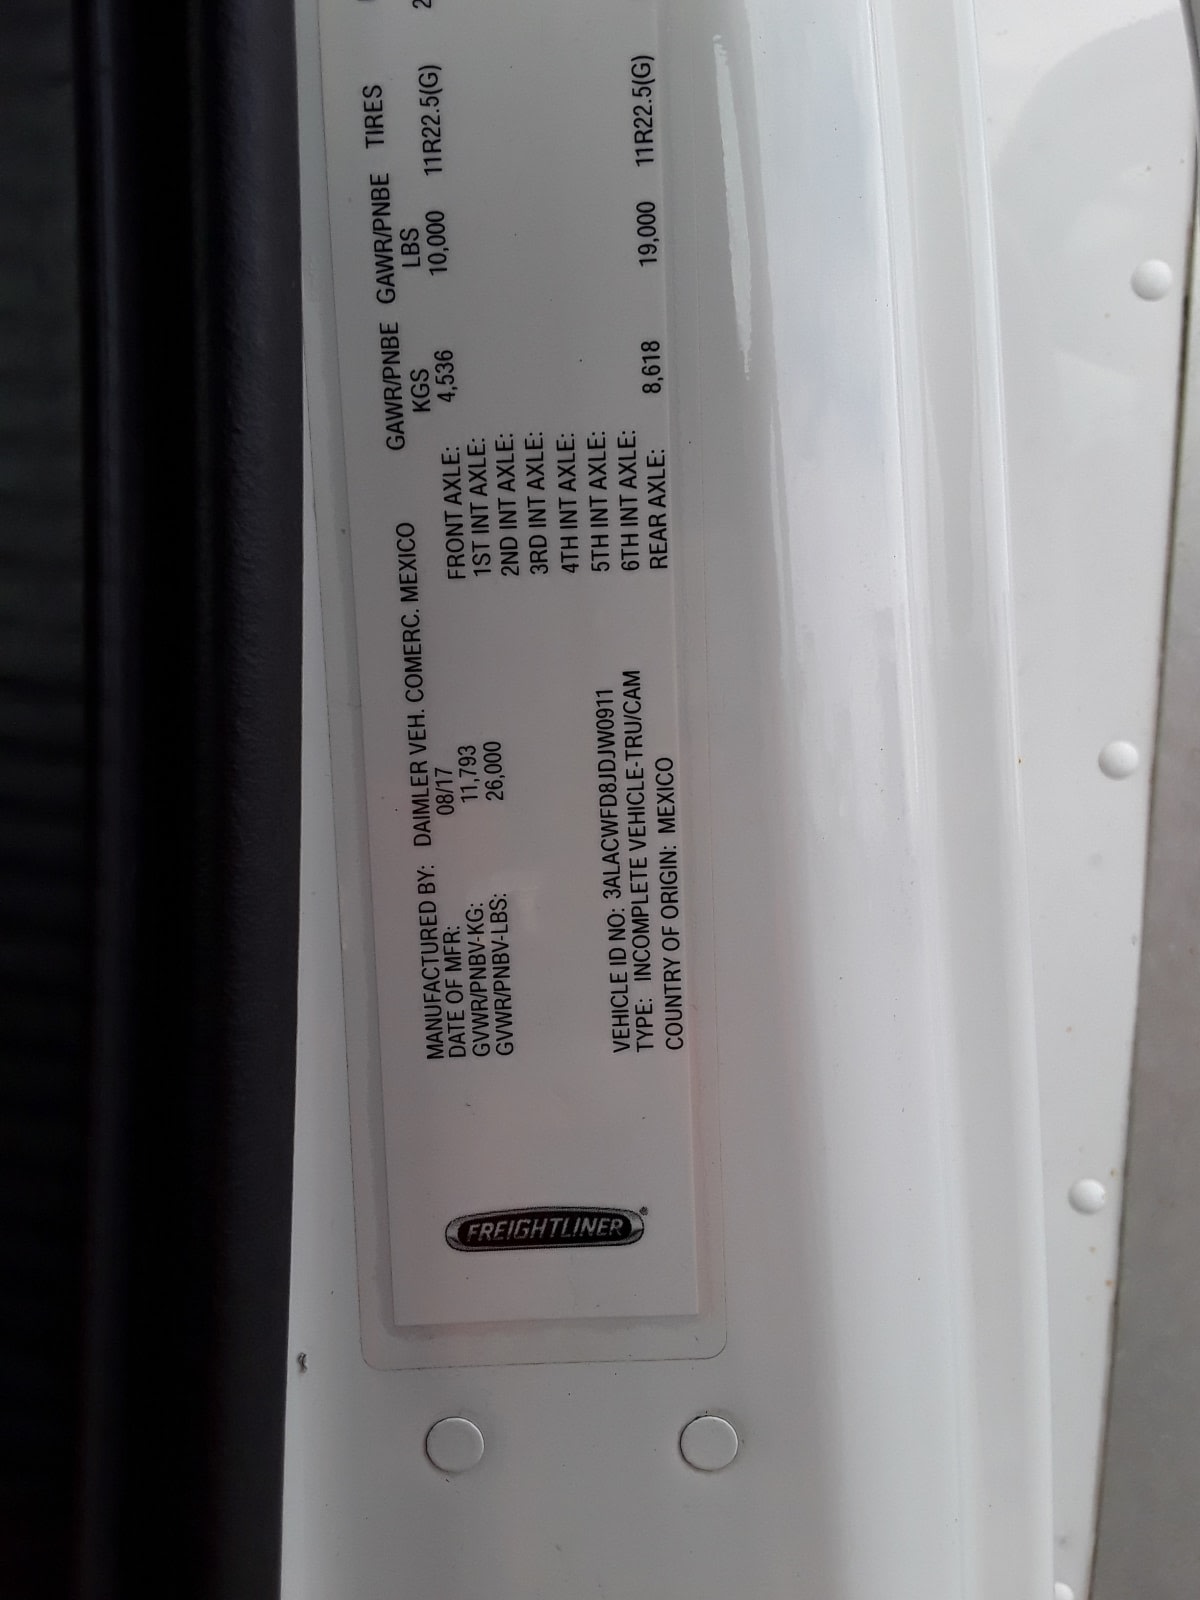 FREIGHTLINER®
MANUFACTURED BY: DAIMLER VEH. COMERC. MEXICO
DATE OF MFR: 08/17
GVWR/PNBV-KG: 11,793
GVWR/PNBV-LBS: 26,000
VEHICLE ID NO: 3ALACWFD8JDJW0911
TYPE: INCOMPLETE VEHICLE-TRU/CAM
COUNTRY OF ORIGIN: MEXICO
GAWR/PNBE GAWR/PNBE TIRES
KGS LBS
FRONT AXLE: 4,536 10,000 11R22.5(G)
1ST INT AXLE:
2ND INT AXLE:
3RD INT AXLE:
4TH INT AXLE:
5TH INT AXLE:
6TH INT AXLE:
REAR AXLE: 8,618 19,000 11R22.5(G)